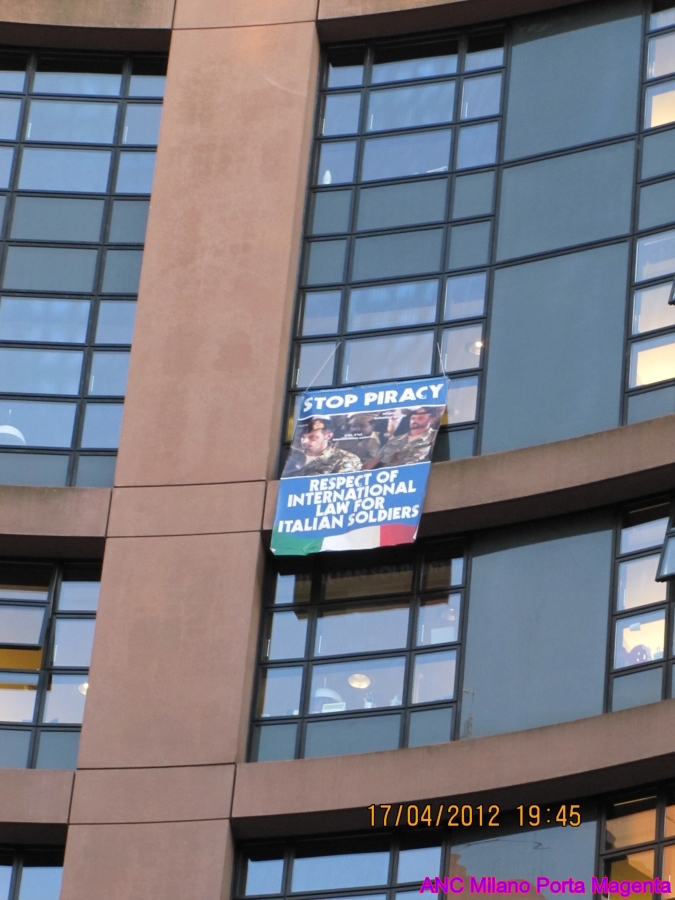 STOP PIRACY
RESPECT OF
INTERNATIONAL
LAW FOR
ITALIAN SOLDIERS
17/04/2012 19:45
ANC Milano Porta Magenta